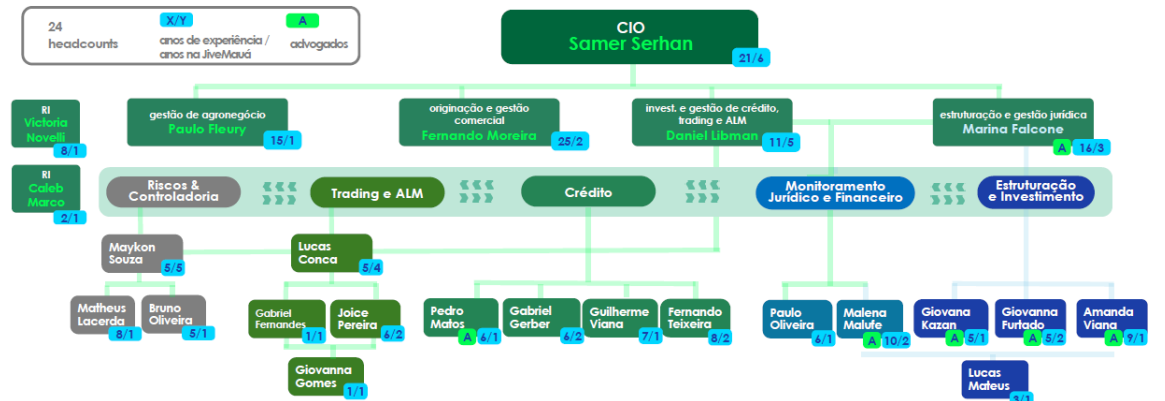 24
headcounts
X/Y
anos de experiência /
anos na JiveMauá
A
advogados
CIO
Samer Serhan
21/6
RI
Victoria
Novelli
8/1
gestão de agronegócio
Paulo Fleury
15/1
originação e gestão
comercial
Fernando Moreira
25/2
invest. e gestão de crédito,
trading e ALM
Daniel Libman
11/5
estruturação e gestão jurídica
Marina Falcone
A 16/3
RI
Caleb
Marco
2/1
Riscos &
Controladoria
Trading e ALM
Crédito
Monitoramento
Jurídico e Financeiro
Estruturação
e Investimento
Maykon
Souza
5/5
Lucas
Conca
5/4
Matheus
Lacerda
8/1
Bruno
Oliveira
5/1
Gabriel
Fernandes
1/1
Joice
Pereira
6/2
Pedro
Matos
A 6/1
Gabriel
Gerber
6/2
Guilherme
Viana
7/1
Fernando
Teixeira
8/2
Paulo
Oliveira
6/1
Malena
Malufe
A 10/2
Giovana
Kazan
A 5/1
Giovanna
Furtado
A 5/2
Amanda
Viana
A 9/1
Giovanna
Gomes
1/1
Lucas
Mateus
3/1